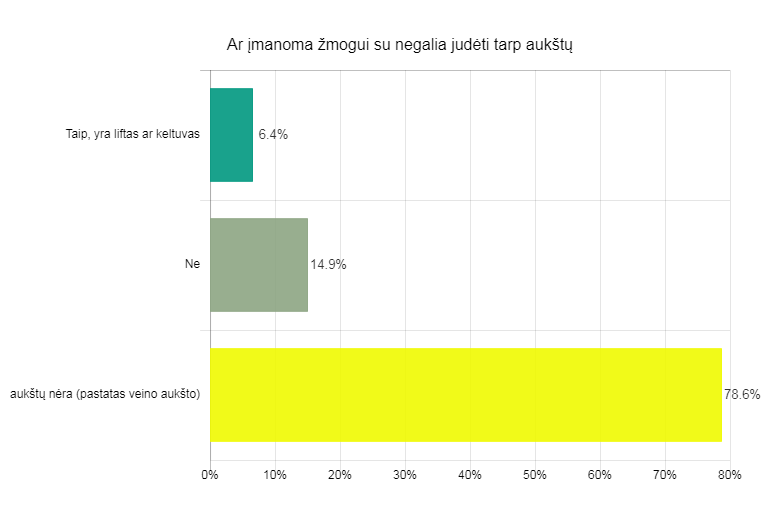 Ar įmanoma žmogui su negalia judėti tarp aukštų
Taip, yra liftas ar keltuvas
6.4%
Ne
14.9%
aukštų nėra (pastatas veino aukšto)
78.6%
0% 10% 20% 30% 40% 50% 60% 70% 80%